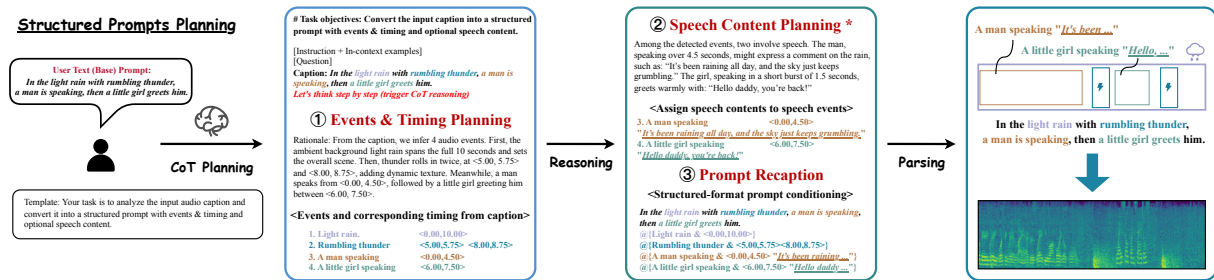 Structured Prompts Planning
User Text (Base) Prompt:
In the light rain with rumbling thunder,
a man is speaking, then a little girl greets him.
CoT Planning
Template: Your task is to analyze the input audio caption and
convert it into a structured prompt with events & timing and
optional speech content.
# Task objectives: Convert the input caption into a structured
prompt with events & timing and optional speech content.
[Instruction + In-context examples]
[Question]
Caption: In the light rain with rumbling thunder, a man is
speaking, then a little girl greets him.
Let's think step by step (trigger CoT reasoning)
① Events & Timing Planning
Rationale: From the caption, we infer 4 audio events. First, the
ambient background light rain spans the full 10 seconds and sets
the overall scene. Then, thunder rolls in twice, at <5.00, 5.75>
and <8.00, 8.75>, adding dynamic texture. Meanwhile, a man
speaks from <0.00, 4.50>, followed by a little girl greeting him
between <6.00, 7.50>.
<Events and corresponding timing from caption>
1. Light rain. <0.00,10.00>
2. Rumbling thunder <5.00,5.75> <8.00,8.75>
3. A man speaking <0.00,4.50>
4. A little girl speaking <6.00,7.50>
Reasoning
② Speech Content Planning *
Among the detected events, two involve speech. The man,
speaking over 4.5 seconds, might express a comment on the rain,
such as: “It's been raining all day, and the sky just keeps
grumbling.” The girl, speaking in a short burst of 1.5 seconds,
greets warmly with: “Hello daddy, you're back!”
<Assign speech contents to speech events>
3. A man speaking <0.00,4.50>
"It's been raining all day, and the sky just keeps grumbling."
4. A little girl speaking <6.00,7.50>
"Hello daddy, you're back!"
③ Prompt Recaption
<Structured-format prompt conditioning>
In the light rain with rumbling thunder, a man is speaking,
then a little girl greets him.
@{Light rain & <0.00,10.00>}
@{Rumbling thunder & <5.00,5.75><8.00,8.75>}
@{A man speaking & <0.00,4.50> "It's been raining ..."}
@{A little girl speaking & <6.00,7.50> "Hello daddy ..."}
Parsing
A man speaking "It's been ..."
A little girl speaking "Hello, ..."
In the light rain with rumbling thunder,
a man is speaking, then a little girl greets him.